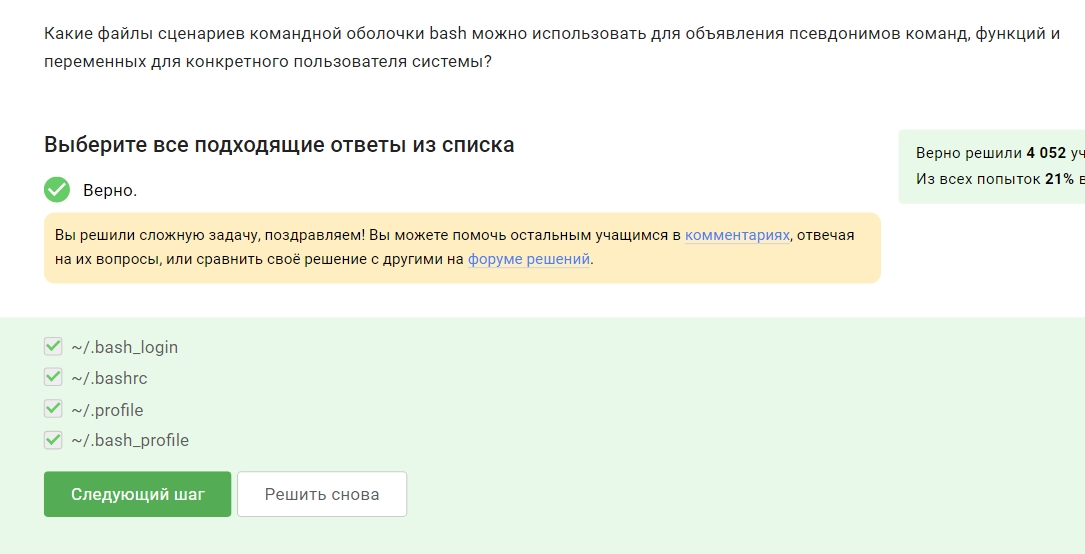 Какие файлы сценариев командной оболочки bash можно использовать для объявления псевдонимов команд, функций и
переменных для конкретного пользователя системы?
Выберите все подходящие ответы из списка
Верно решили 4 052 уч
Из всех попыток 21% в
Верно.
Вы решили сложную задачу, поздравляем! Вы можете помочь остальным учащимся в комментариях, отвечая
на их вопросы, или сравнить своё решение с другими на форуме решений.
~/.bash_login
~/.bashrc
~/.profile
~/.bash_profile
Следующий шаг
Решить снова